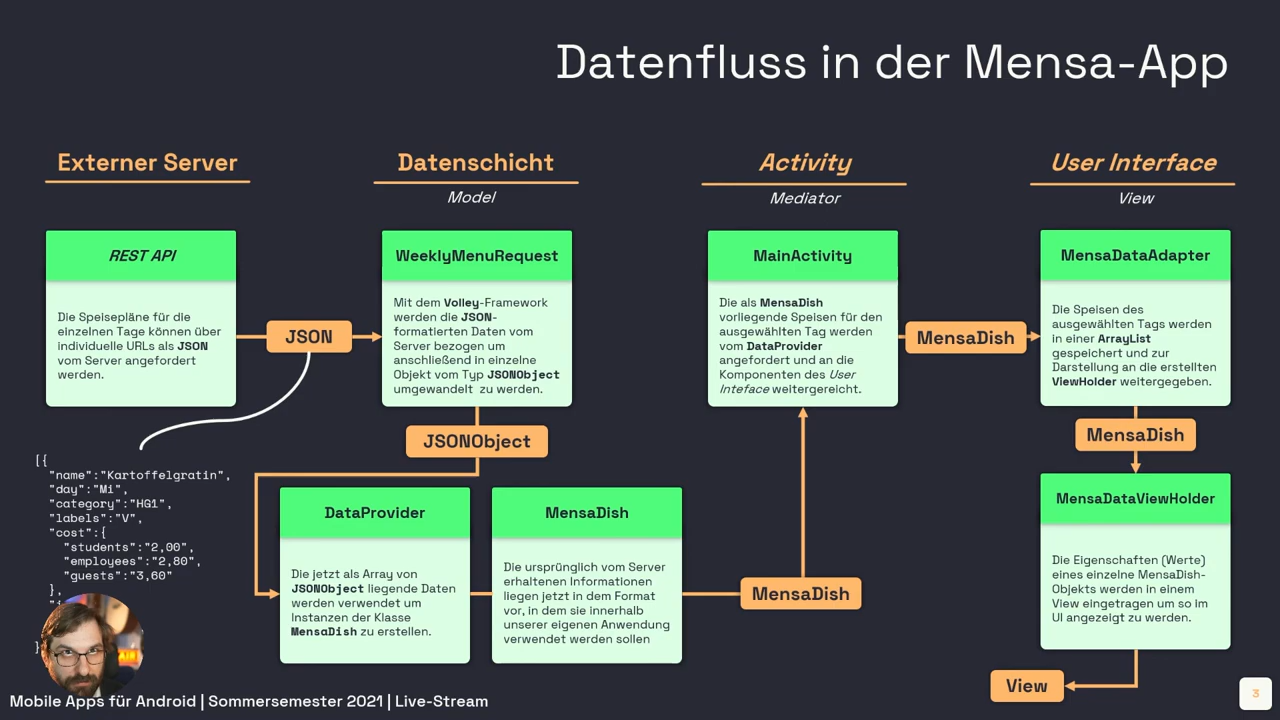 Datenfluss in der Mensa-App
Externer Server
Datenschicht
Model
Activity
Mediator
User Interface
View
REST API
Die Speisepläne für die
einzelnen Tage können über
individuelle URLs als JSON
vom Server angefordert
werden.
JSON
WeeklyMenuRequest
Mit dem Volley-Framework
werden die JSON-
formatierten Daten vom
Server bezogen um
anschließend in einzelne
Objekt vom Typ JSONObject
umgewandelt zu werden.
MainActivity
Die als MensaDish
vorliegende Speisen für den
ausgewählten Tag werden
vom DataProvider
angefordert und an die
Komponenten des User
Inteface weitergereicht.
MensaDish
MensaDataAdapter
Die Speisen des
ausgewählten Tags werden
in einer ArrayList
gespeichert und zur
Darstellung an die erstellten
ViewHolder weitergegeben.
JSONObject
MensaDish
[{
"name":"Kartoffelgratin",
"day":"Mi",
"category":"HG1",
"labels":"V",
"cost":{
"students":"2,00",
"employees":"2,80",
"guests":"3,60"
},
DataProvider
Die jetzt als Array von
JSONObject liegende Daten
werden verwendet um
Instanzen der Klasse
MensaDish zu erstellen.
MensaDish
Die ursprünglich vom Server
erhaltenen Informationen
liegen jetzt in dem Format
vor, in dem sie innerhalb
unserer eigenen Anwendung
verwendet werden sollen
MensaDish
MensaDataViewHolder
Die Eigenschaften (Werte)
eines einzelne MensaDish-
Objekts werden in einem
View eingetragen um so im
UI angezeigt zu werden.
View
Mobile Apps für Android | Sommersemester 2021 | Live-Stream
3